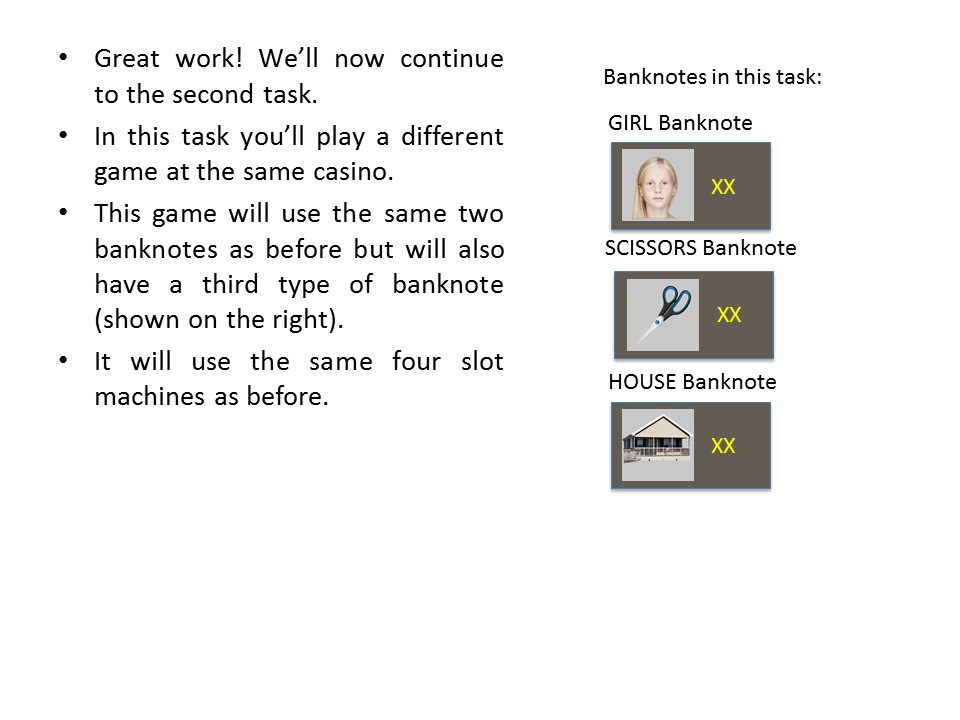 • Great work! We’ll now continue
to the second task.
• In this task you’ll play a different
game at the same casino.
• This game will use the same two
banknotes as before but will also
have a third type of banknote
(shown on the right).
• It will use the same four slot
machines as before.
Banknotes in this task:
GIRL Banknote
XX
SCISSORS Banknote
XX
HOUSE Banknote
XX